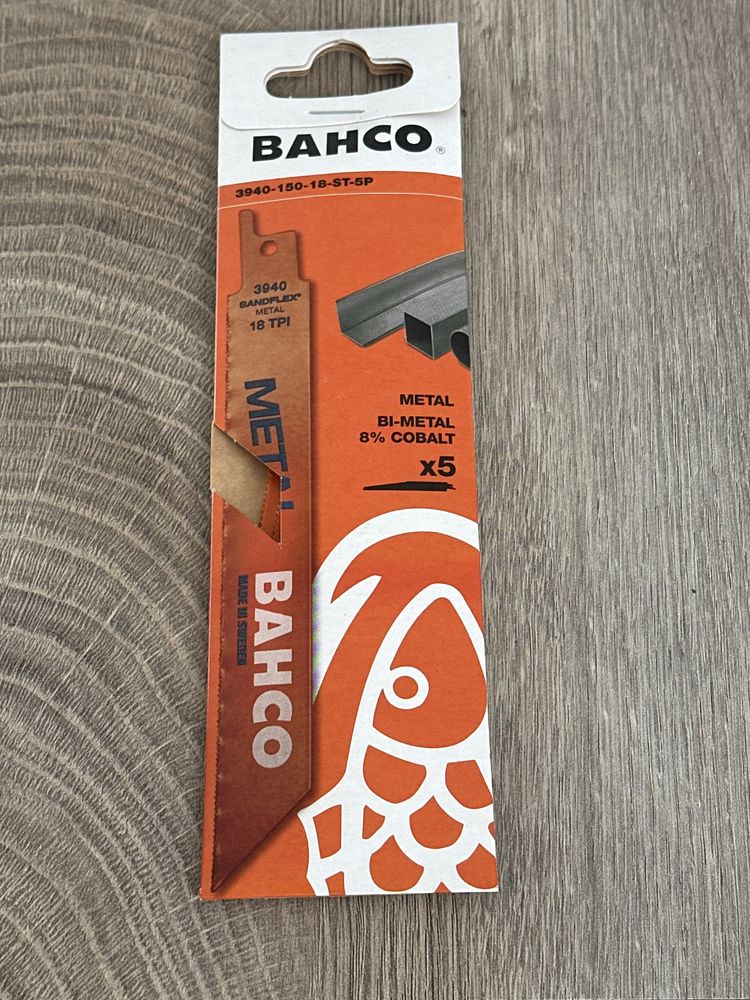 BAHCO®
3940-150-18-ST-5P
3940
SANDFLEX®
METAL
18 TPI
METAL
METAL
BI-METAL
8% COBALT
x5
BAHCO
MADE IN SWEDEN